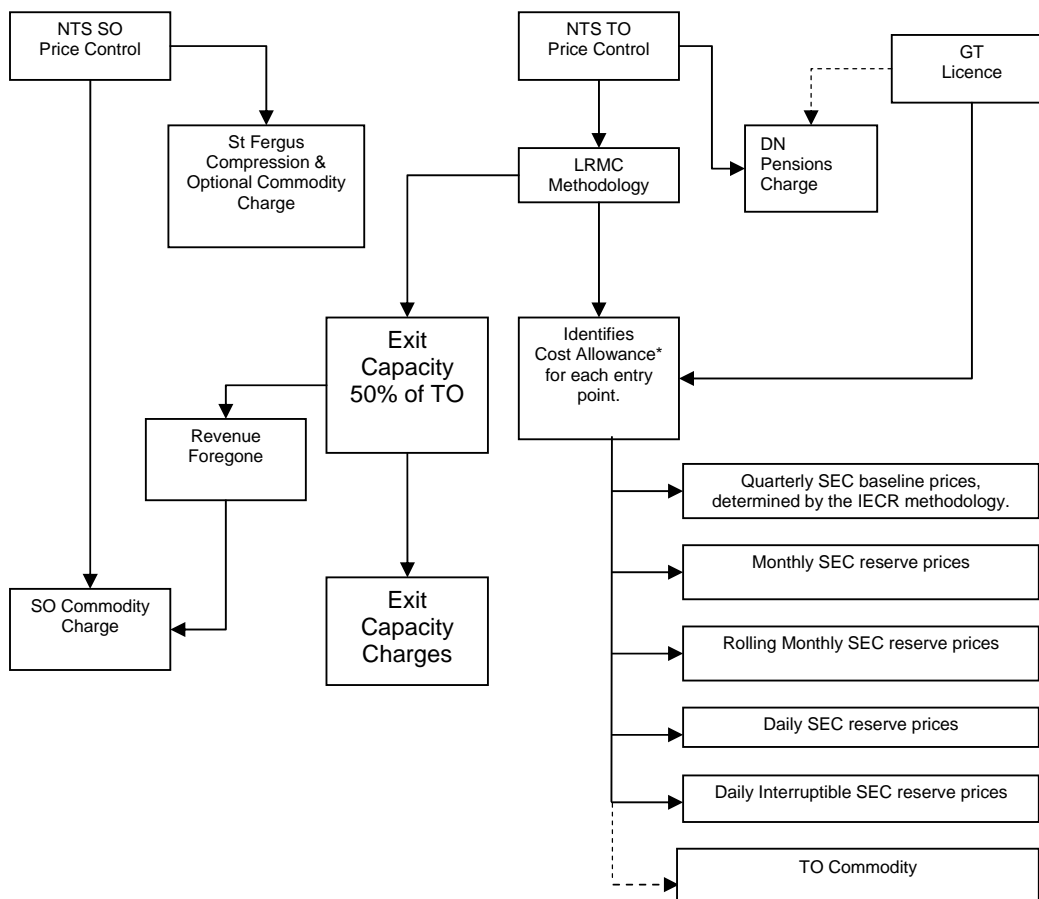 NTS SO
Price Control
NTS TO
Price Control
GT
Licence
St Fergus
Compression &
Optional Commodity
Charge
LRMC
Methodology
DN
Pensions
Charge
Exit
Capacity
50% of TO
Identifies
Cost Allowance*
for each entry
point.
Revenue
Foregone
Quarterly SEC baseline prices,
determined by the IECR methodology.
Monthly SEC reserve prices
SO Commodity
Charge
Exit
Capacity
Charges
Rolling Monthly SEC reserve prices
Daily SEC reserve prices
Daily Interruptible SEC reserve prices
TO Commodity